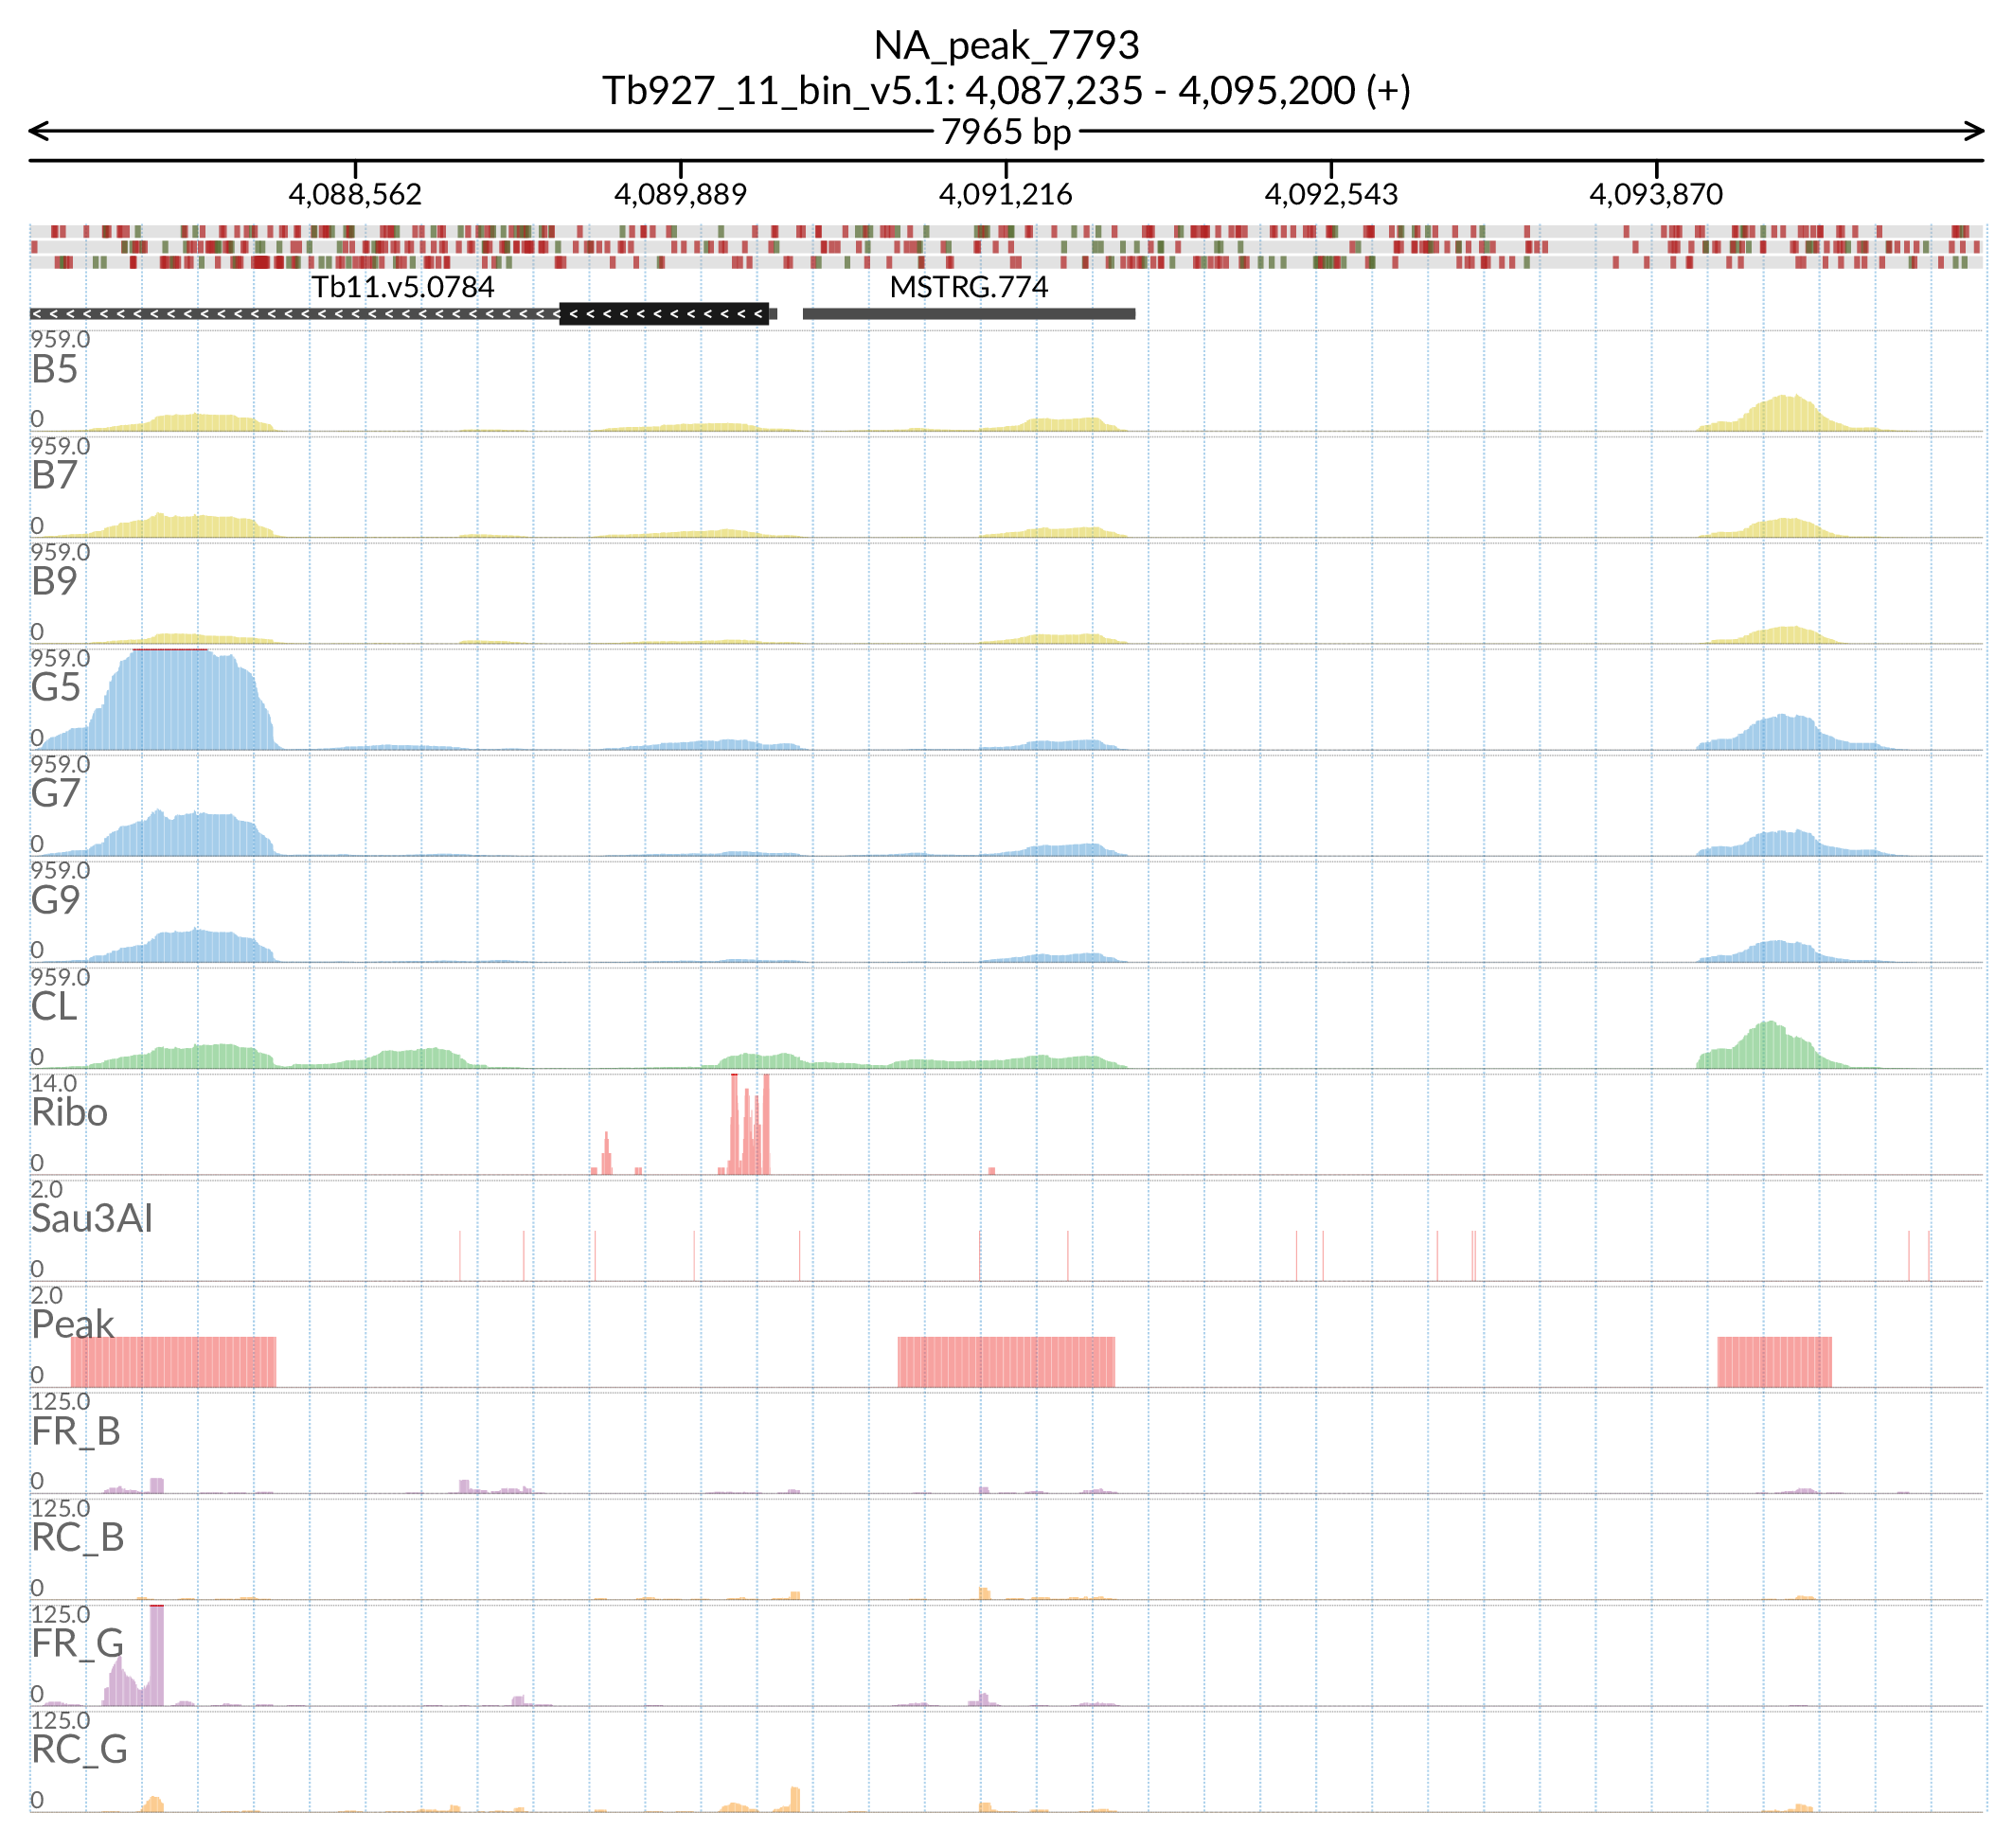 NA_peak_7793
Tb927_11_bin_v5.1: 4,087,235 - 4,095,200 (+)
7965 bp
4,088,562 4,089,889 4,091,216 4,092,543 4,093,870
Tb11.v5.0784 MSTRG.774
959.0
B5
0
959.0
B7
0
959.0
B9
0
959.0
G5
0
959.0
G7
0
959.0
G9
0
959.0
CL
0
14.0
Ribo
0
2.0
Sau3AI
0
2.0
Peak
0
125.0
FR_B
0
125.0
RC_B
0
125.0
FR_G
0
125.0
RC_G
0